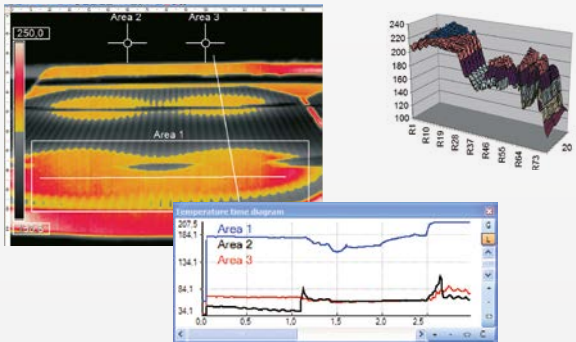 Area 2
Area 3
250,0
Area 1
240
220
200
180
160
140
120
100
R1
R10
R19
R28
R37
R46
R55
R64
R73
20
Temperature time diagram
207,5
184,1
134,1
84,1
34,1
Area 1
Area 2
Area 3
0,0
0,5
1,0
1,5
2,0
2,5